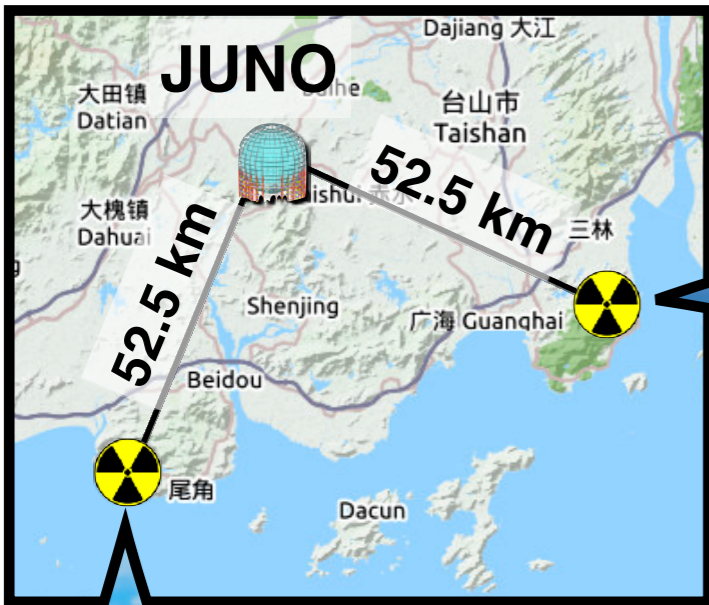 Dajiang 大江
JUNO
大田镇
Datian
台山市
Taishan
52.5 km
大槐镇
Dahuai
三林
52.5 km
Shenjing
广海 Guanghai
Beidou
尾角
Dacun